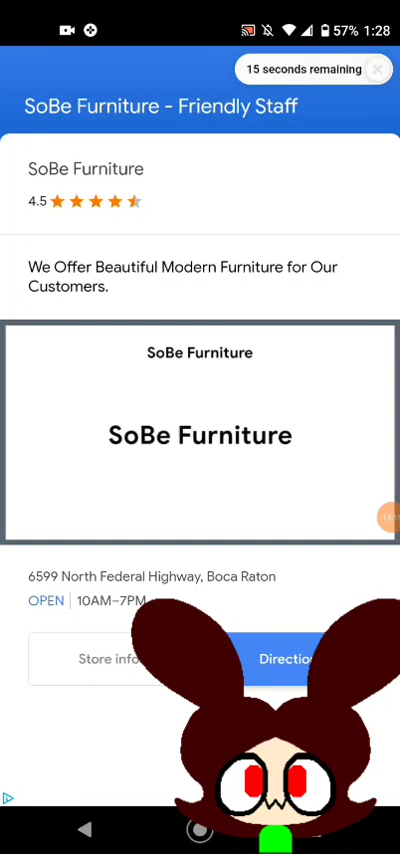 57% 1:28
15 seconds remaining
SoBe Furniture - Friendly Staff
SoBe Furniture
4.5
We Offer Beautiful Modern Furniture for Our
Customers.
SoBe Furniture
SoBe Furniture
6599 North Federal Highway, Boca Raton
OPEN 10AM–7PM
Store info
Directio